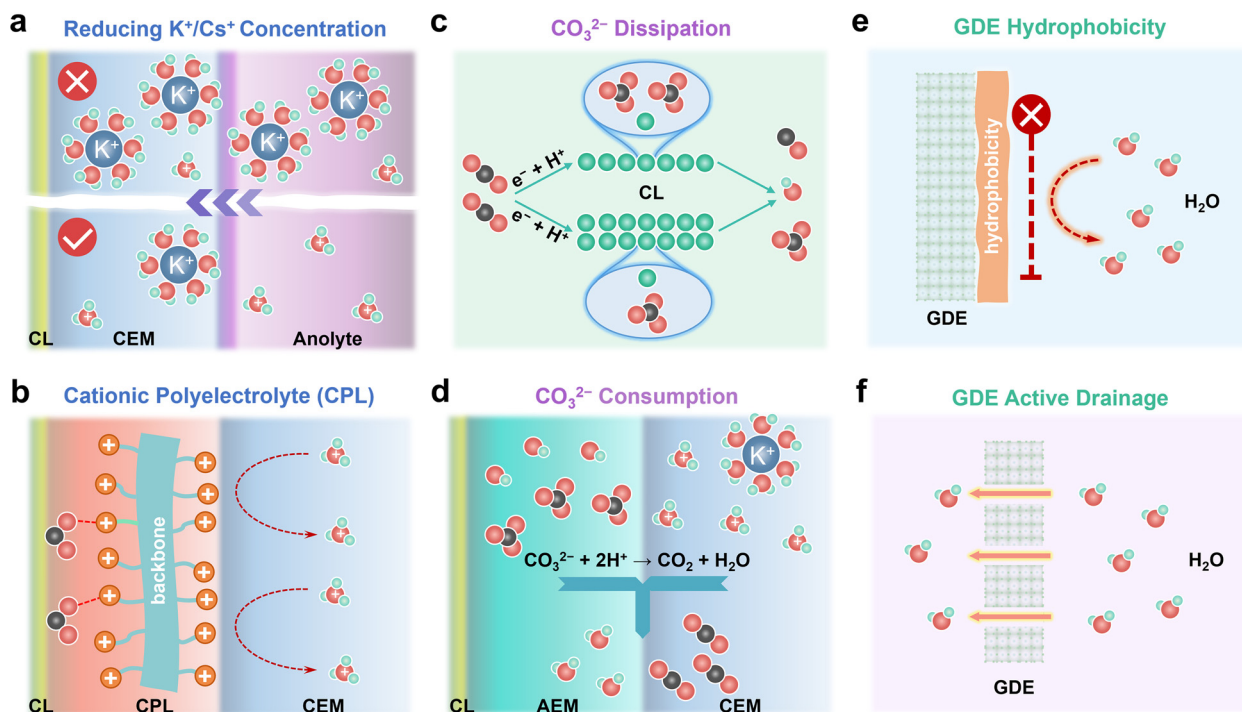 a
Reducing K⁺/Cs⁺ Concentration
K⁺
K⁺
K⁺
K⁺
+
+
K⁺
+
+
+
CL
CEM
Anolyte
b
Cationic Polyelectrolyte (CPL)
+
+
+
+
+
+
+
+
+
+
+
+
+
+
backbone
+
+
+
+
CL
CPL
CEM
c
CO₃²⁻ Dissipation
e⁻ + H⁺
e⁻ + H⁺
CL
d
CO₃²⁻ Consumption
K⁺
+
+
+
+
CO₃²⁻ + 2H⁺ → CO₂ + H₂O
CL
AEM
CEM
e
GDE Hydrophobicity
hydrophobicity
H₂O
GDE
f
GDE Active Drainage
H₂O
GDE